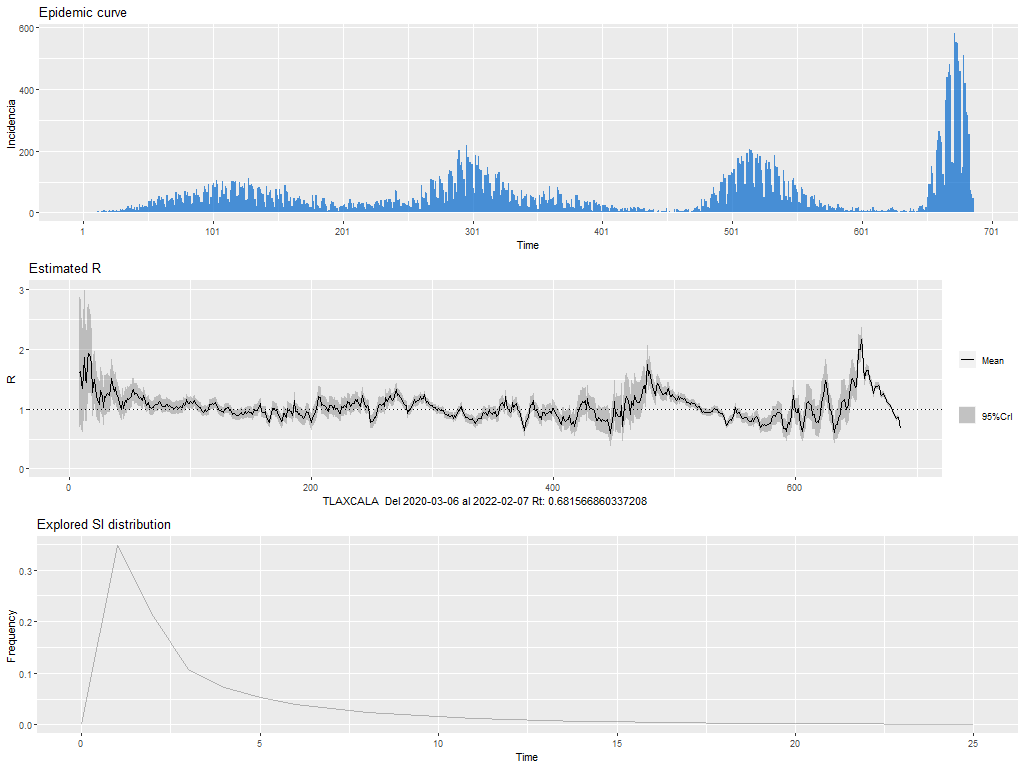 Epidemic curve
600
400
200
0
Incidencia
1
101
201
301
401
501
601
701
Time
Estimated R
3
2
1
0
R
Mean
95%CrI
0
200
400
600
TLAXCALA Del 2020-03-06 al 2022-02-07 Rt: 0.681566860337208
Explored SI distribution
0.3
0.2
0.1
0.0
Frequency
0
5
10
15
20
25
Time